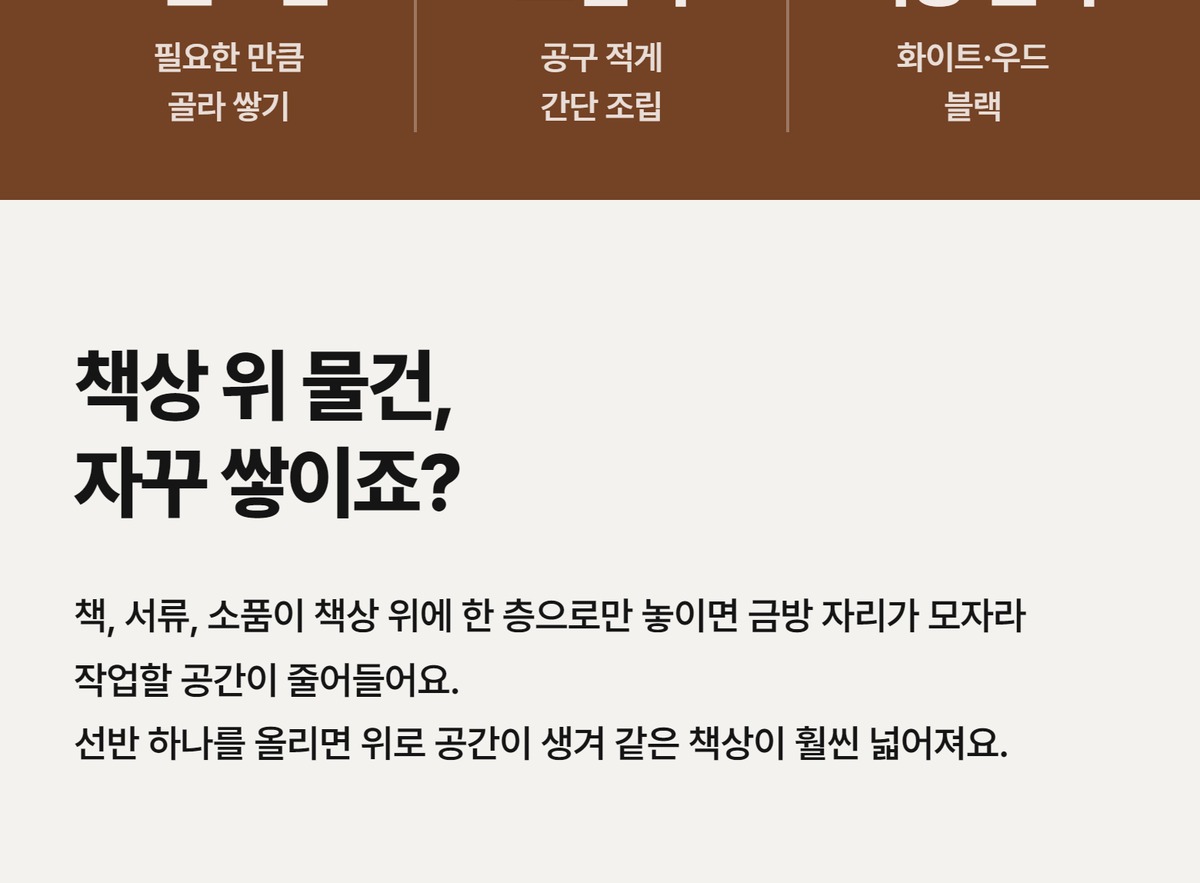 필요한 만큼
골라 쌓기
공구 적게
간단 조립
화이트·우드
블랙
책상 위 물건,
자꾸 쌓이죠?
책, 서류, 소품이 책상 위에 한 층으로만 놓이면 금방 자리가 모자라
작업할 공간이 줄어들어요.
선반 하나를 올리면 위로 공간이 생겨 같은 책상이 훨씬 넓어져요.